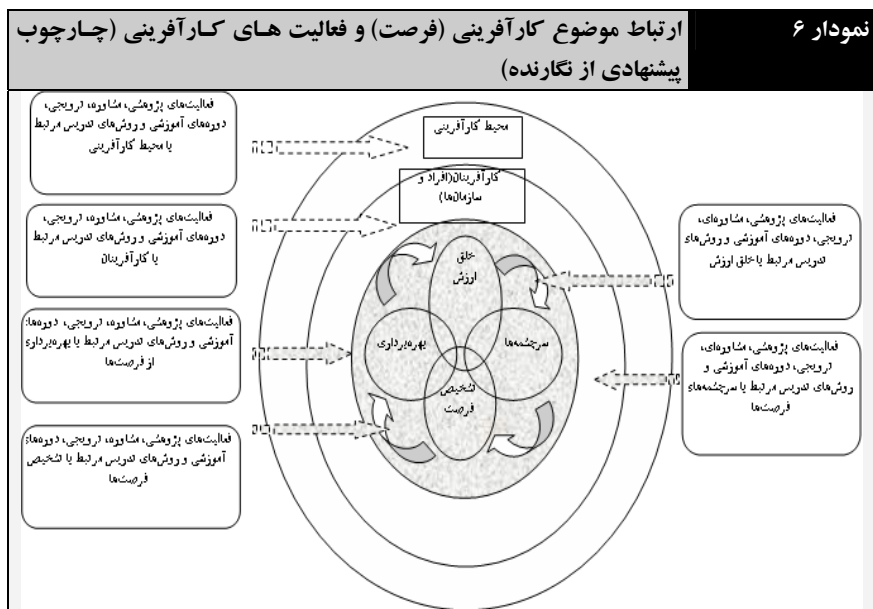 نمودار ۶
ارتباط موضوع کارآفرینی (فرصت) و فعالیت هـای کـارآفرینی (چـارچوب
پیشنهادی از نگارنده)
فعالیت‌های پژوهشی، مشاوره، ترویجی،
دوره‌های آموزشی و روش‌های تدریس مرتبط
با محیط کارآفرینی
فعالیت‌های پژوهشی، مشاوره، ترویجی،
دوره‌های آموزشی و روش‌های تدریس مرتبط
با کارآفرینان
فعالیت‌های پژوهشی، مشاوره، ترویجی، دوره‌ها:
آموزشی و روش‌های تدریس مرتبط با بهره‌برداری
از فرصت‌ها
فعالیت‌های پژوهشی، مشاوره، ترویجی، دوره‌های
آموزشی و روش‌های تدریس مرتبط با تشخیص
فرصت‌ها
محیط کارآفرینی
کارآفرینان(افراد و
سازمان‌ها)
خلق
ارزش
سرچشمه‌ها
بهره‌برداری
تشخیص
فرصت
فعالیت‌های پژوهشی، مشاوره‌ای،
ترویجی، دوره‌های آموزشی و روش‌های
تدریس مرتبط با خلق ارزش
فعالیت‌های پژوهشی، مشاوره‌ای،
ترویجی، دوره‌های آموزشی و
روش‌های تدریس مرتبط با سرچشمه‌های
فرصت‌ها